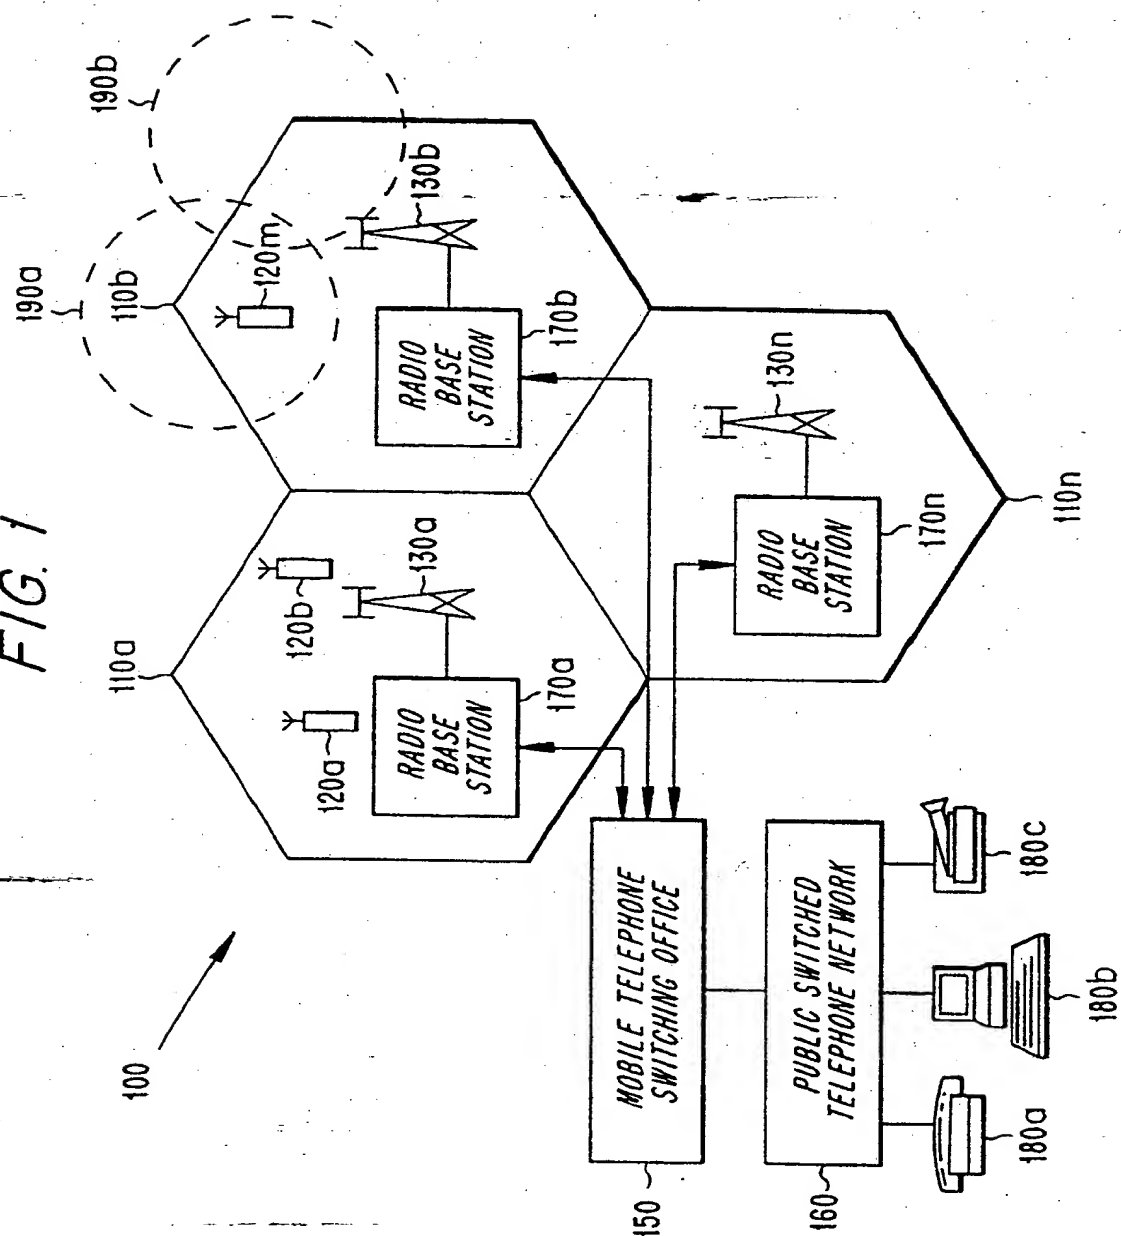 FIG. 1
100
110a
110b
190a
190b
120a
120b
120m
130a
130b
RADIO
BASE
STATION
170a
RADIO
BASE
STATION
170b
RADIO
BASE
STATION
170n
130n
110n
MOBILE TELEPHONE
SWITCHING OFFICE
150
PUBLIC SWITCHED
TELEPHONE NETWORK
160
180a
180b
180c